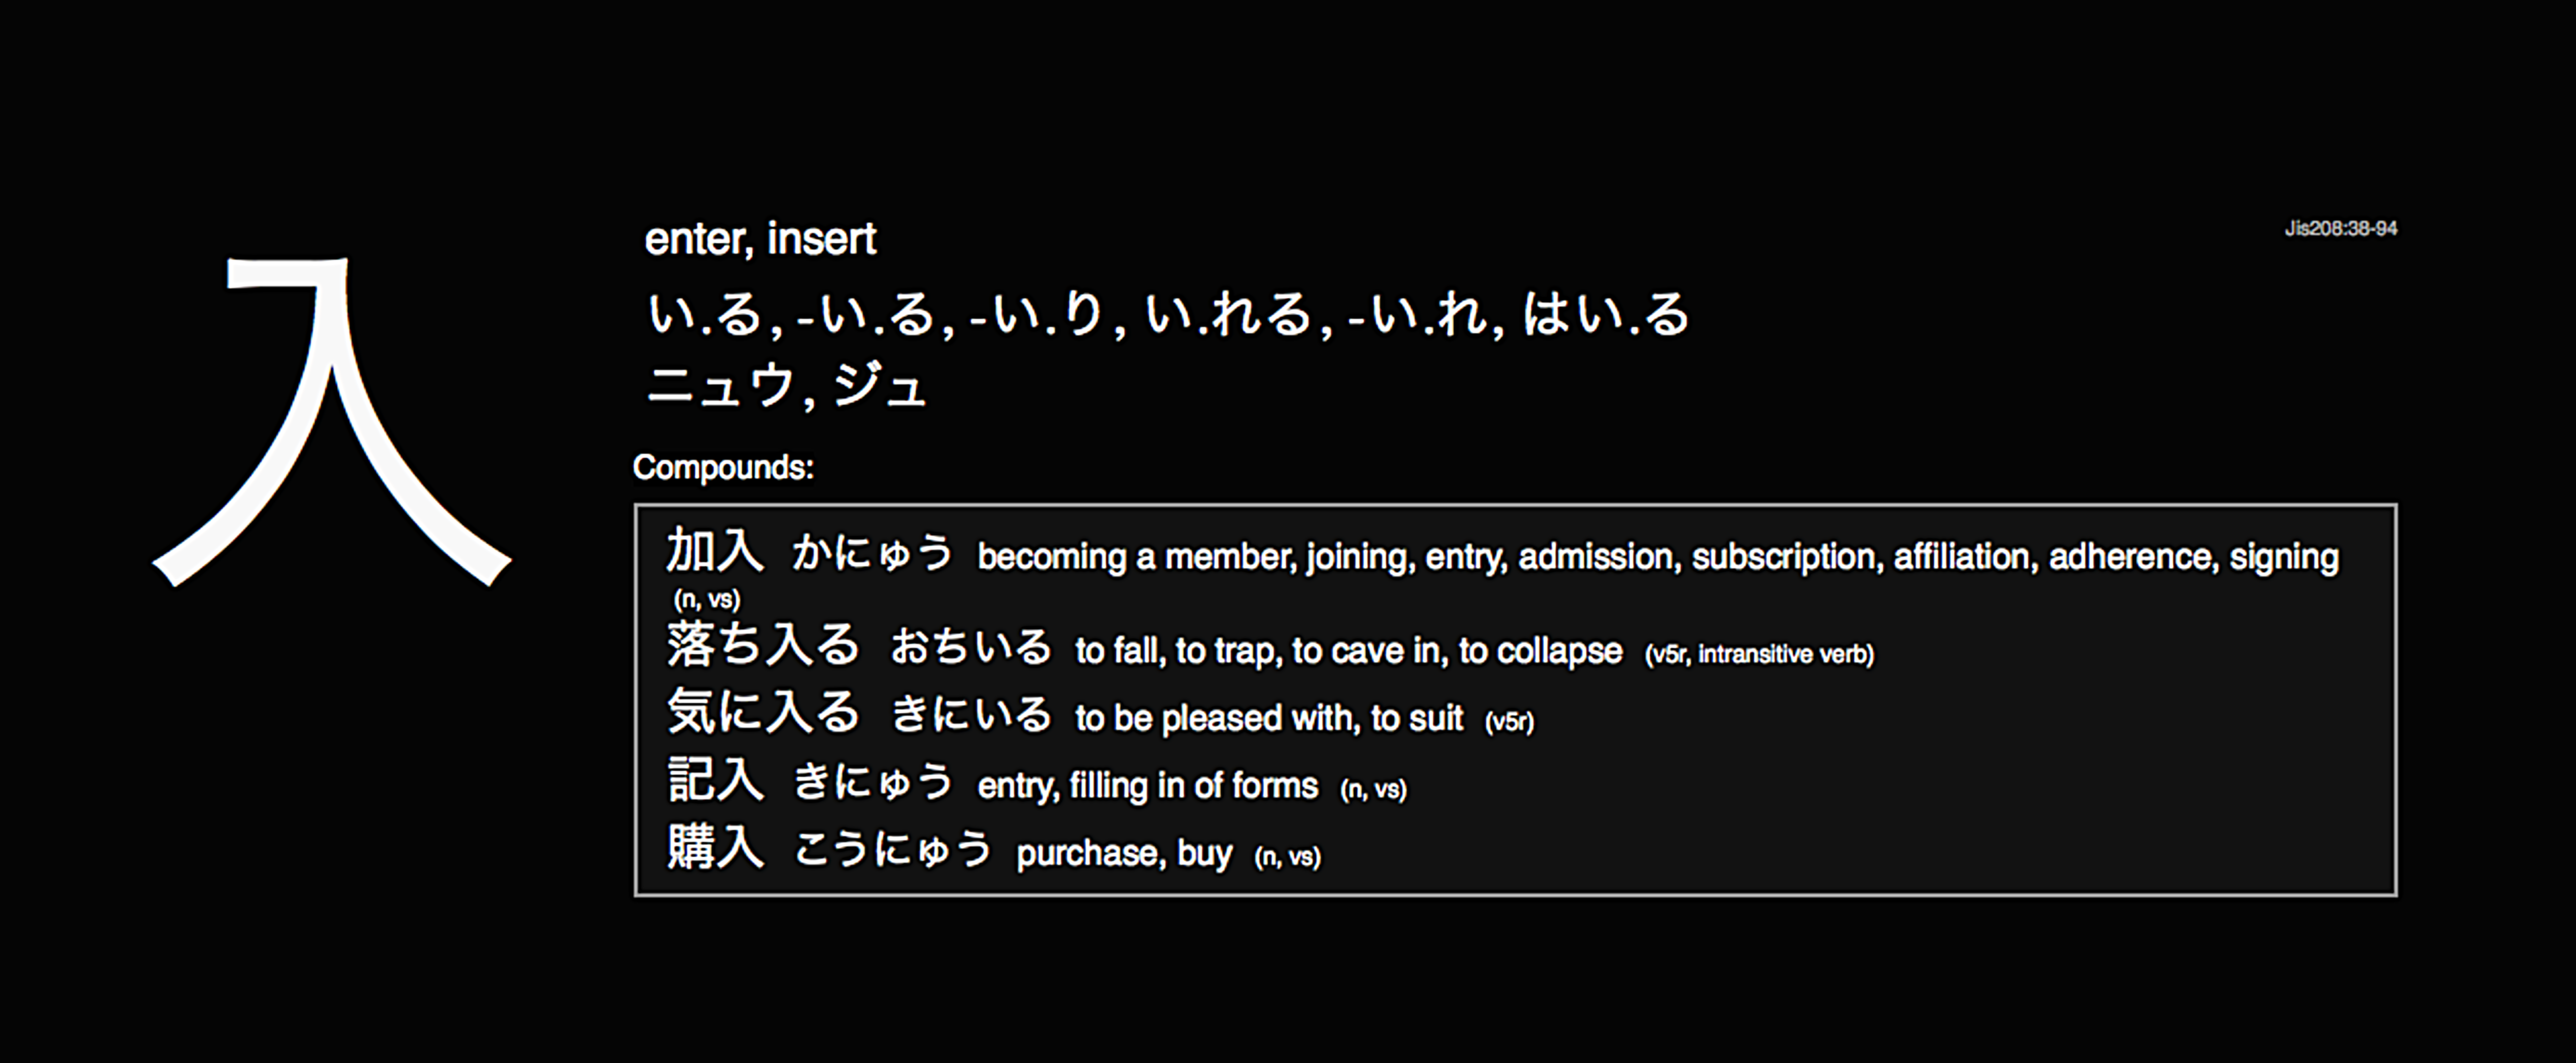 入
enter, insert
Jis208:38-94
い.る, -い.る, -い.り, い.れる, -い.れ, はい.る
ニュウ, ジュ
Compounds:
加入 かにゅう becoming a member, joining, entry, admission, subscription, affiliation, adherence, signing
(n, vs)
落ち入る おちいる to fall, to trap, to cave in, to collapse (v5r, intransitive verb)
気に入る きにいる to be pleased with, to suit (v5r)
記入 きにゅう entry, filling in of forms (n, vs)
購入 こうにゅう purchase, buy (n, vs)